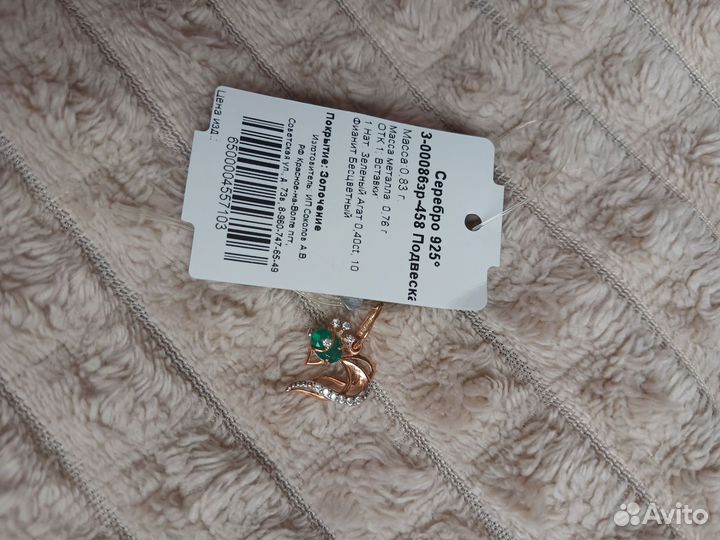 Серебро 925°
3-00086зр-458 Подвеска
Масса 0,83 г.
Масса металла 0,76 г
ОТК 1, Вставки
1 Нат. Зеленый Агат 0,40ct, 10
Фианит Бесцветный
Покрытие: Золочение
Изготовитель: ИП Соколов А.В.
РФ Красное-на-Волге пгт,
Советская ул., д. 73а, 8-960-747-65-49
6500004557103
Цена изд.:
Avito